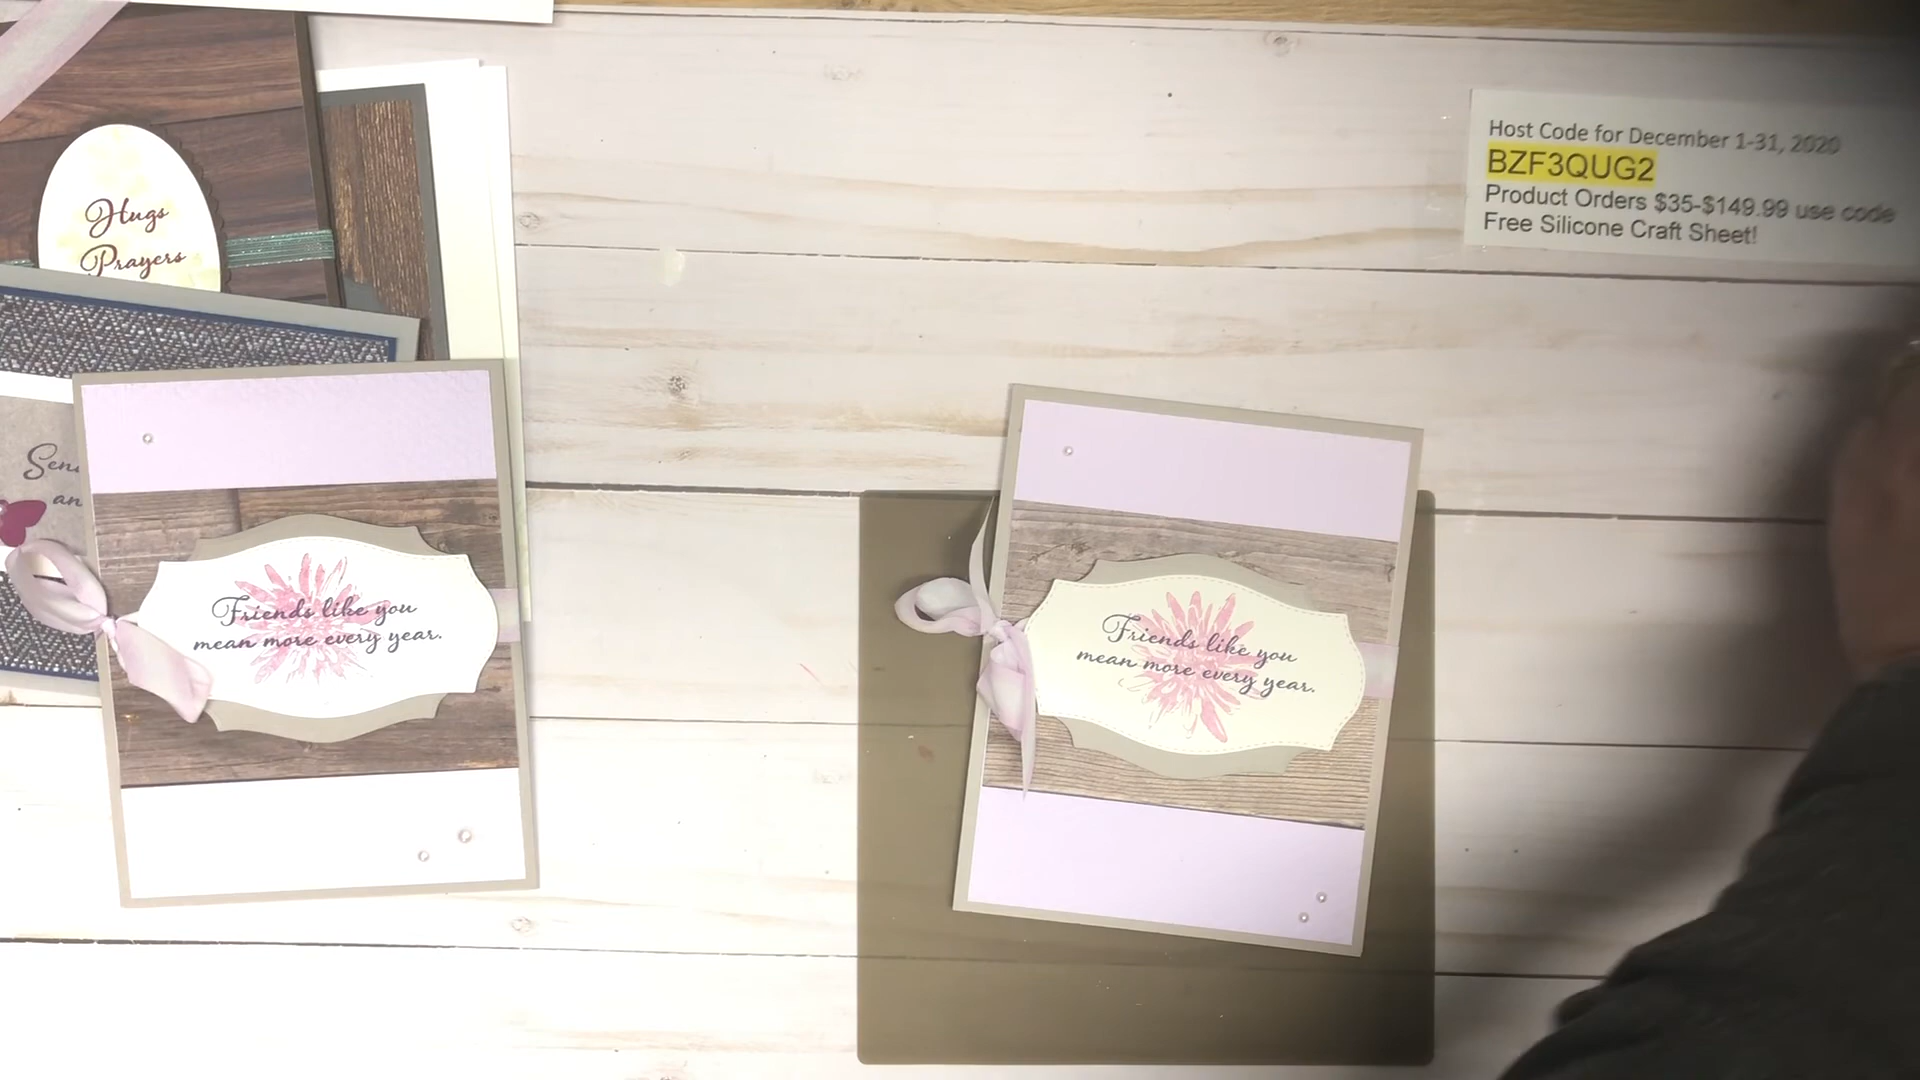 Host Code for December 1-31, 2020
BZF3QUG2
Product Orders $35-$149.99 use code
Free Silicone Craft Sheet!
Hugs
Prayers
an
Friends like you
mean more every year.
Friends like you
mean more every year.